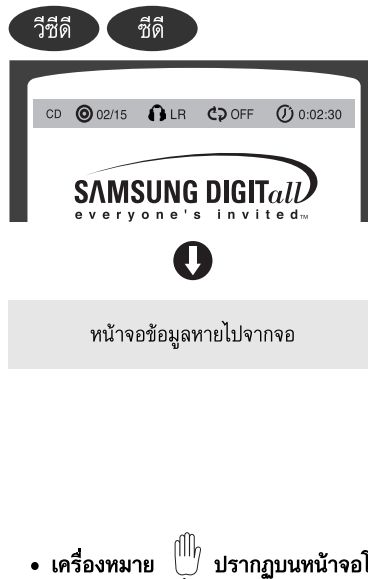 วีซีดี ซีดี
CD 02/15 LR OFF 0:02:30
SAMSUNG DIGITall
everyone's invited™
หน้าจอข้อมูลหายไปจากจอ
• เครื่องหมาย ปรากฏบนหน้าจอโ